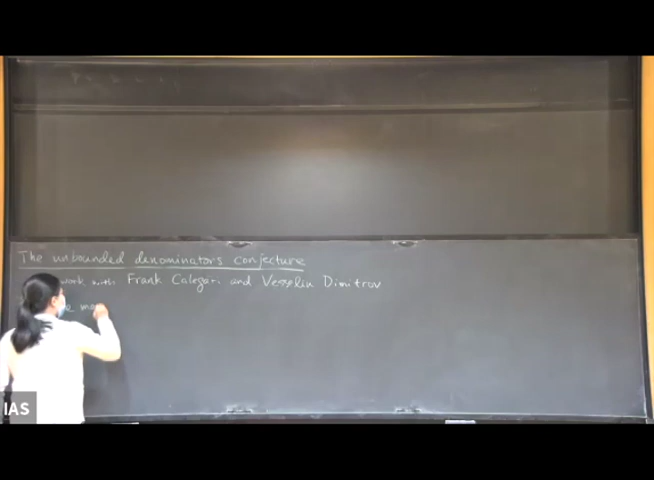 The unbounded denominators conjecture
work with Frank Calegari and Vesselin Dimitrov
IAS